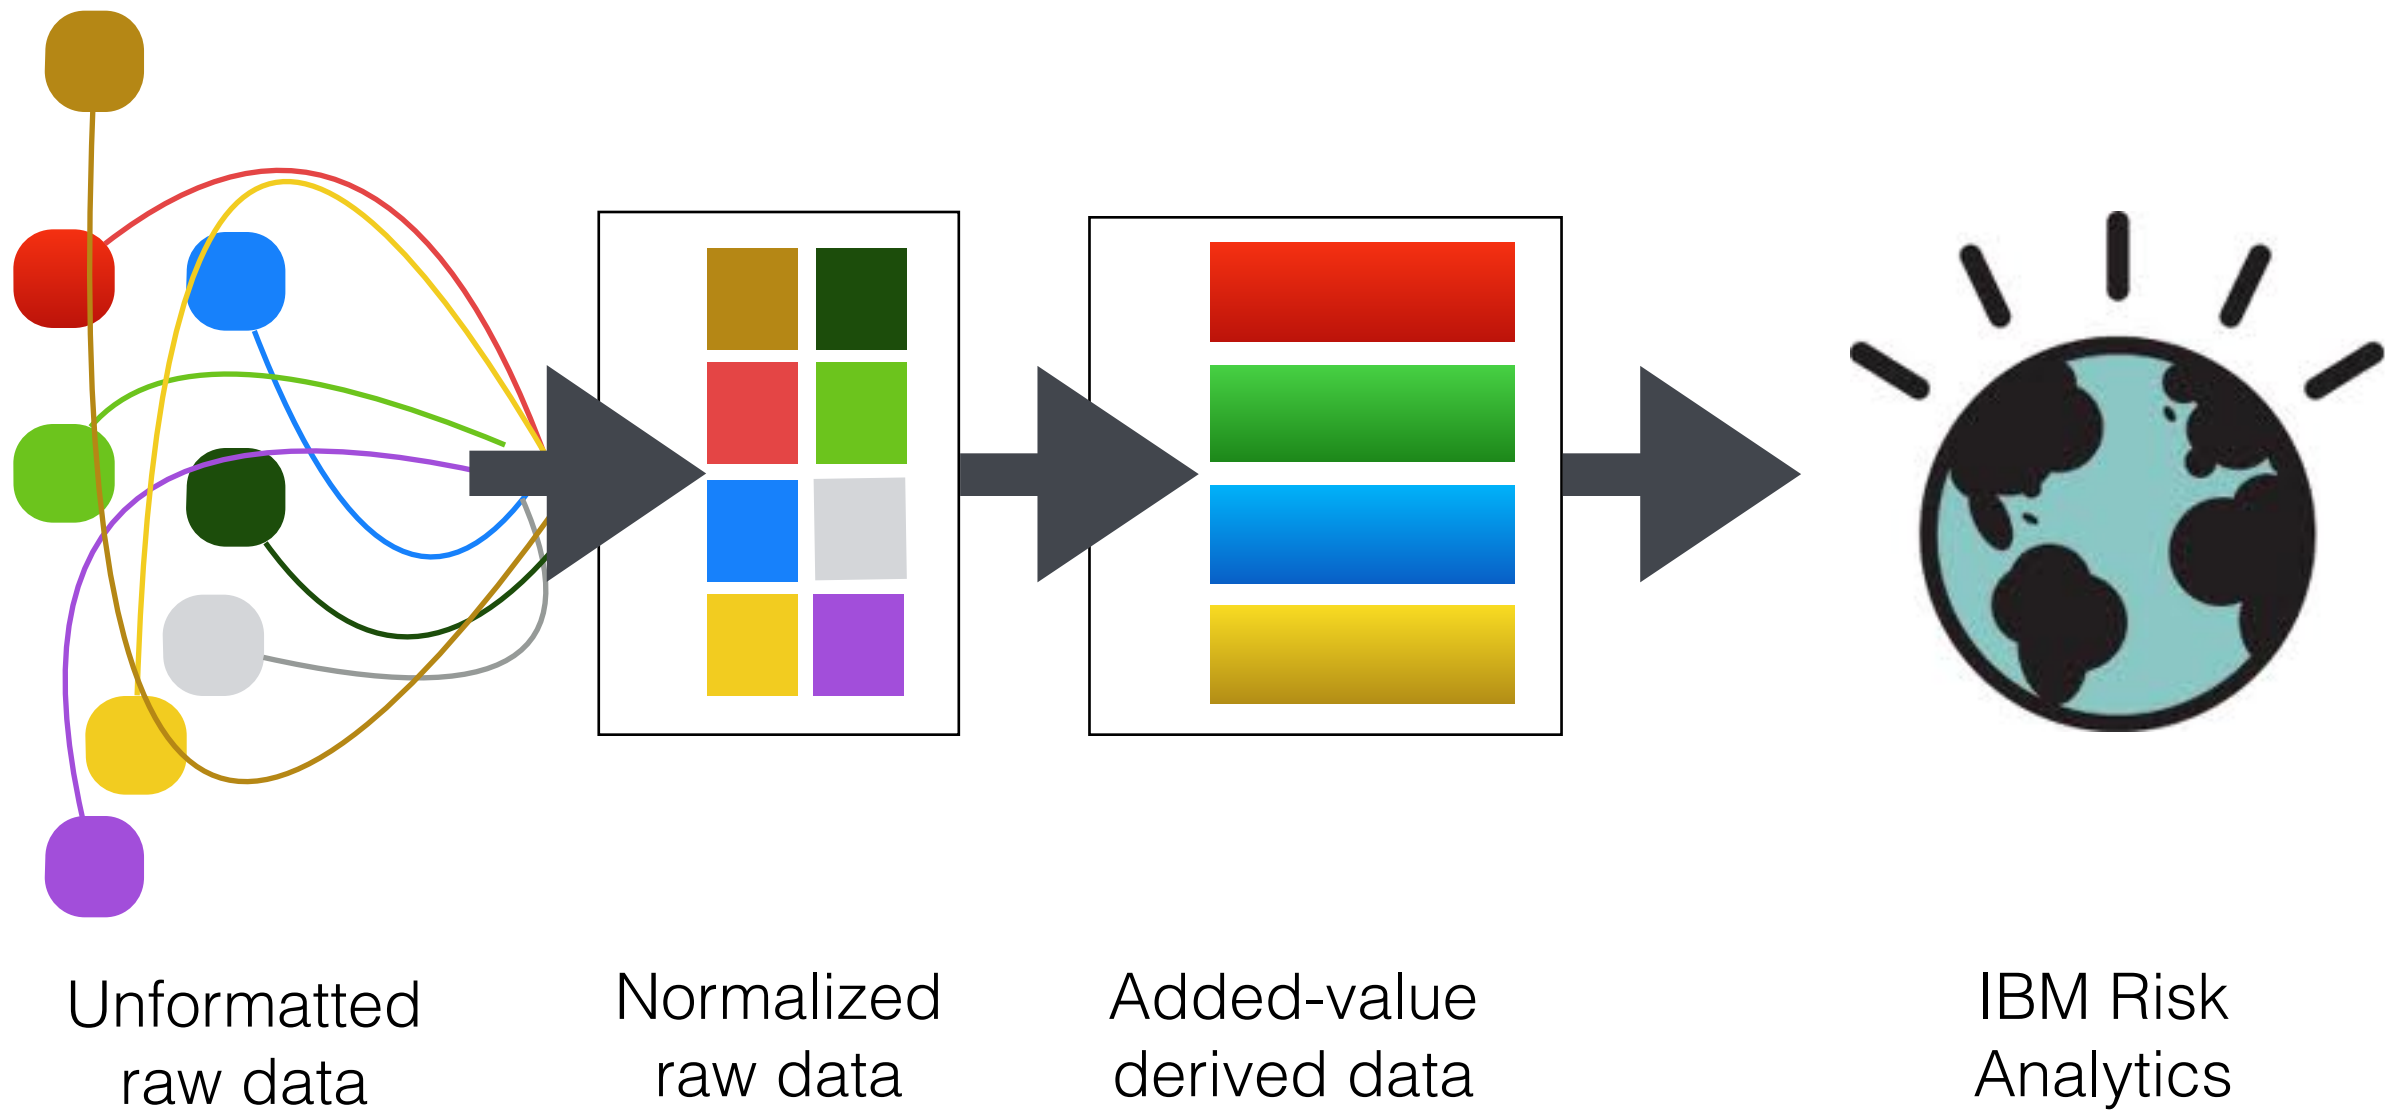 Unformatted
raw data
Normalized
raw data
Added-value
derived data
IBM Risk
Analytics